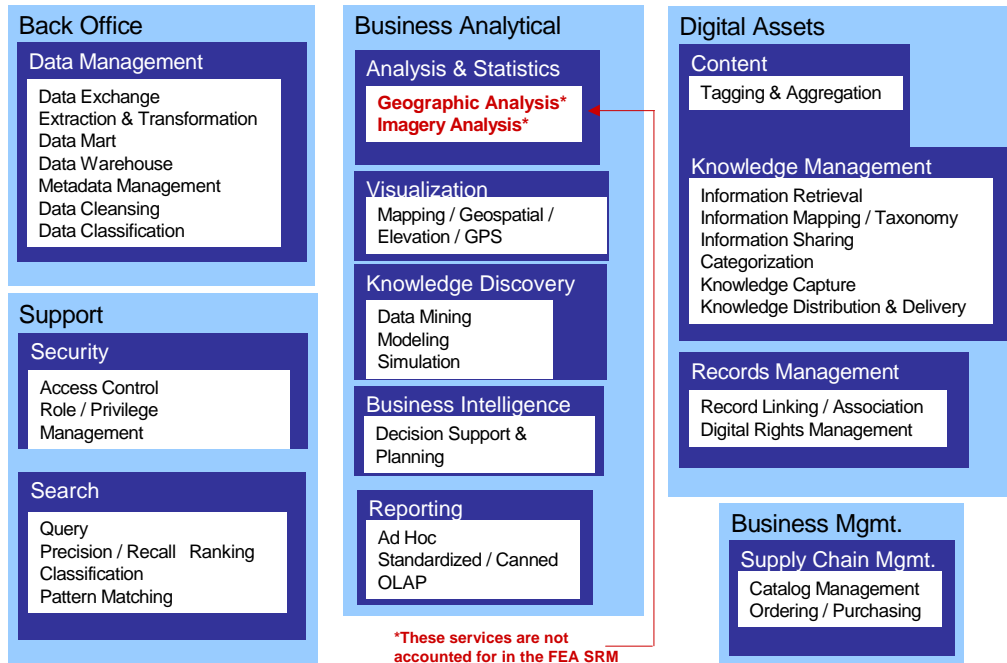 Back Office
Data Management
Data Exchange
Extraction & Transformation
Data Mart
Data Warehouse
Metadata Management
Data Cleansing
Data Classification
Support
Security
Access Control
Role / Privilege
Management
Search
Query
Precision / Recall Ranking
Classification
Pattern Matching
Business Analytical
Analysis & Statistics
Geographic Analysis*
Imagery Analysis*
Visualization
Mapping / Geospatial /
Elevation / GPS
Knowledge Discovery
Data Mining
Modeling
Simulation
Business Intelligence
Decision Support &
Planning
Reporting
Ad Hoc
Standardized / Canned
OLAP
*These services are not
accounted for in the FEA SRM
Digital Assets
Content
Tagging & Aggregation
Knowledge Management
Information Retrieval
Information Mapping / Taxonomy
Information Sharing
Categorization
Knowledge Capture
Knowledge Distribution & Delivery
Records Management
Record Linking / Association
Digital Rights Management
Business Mgmt.
Supply Chain Mgmt.
Catalog Management
Ordering / Purchasing